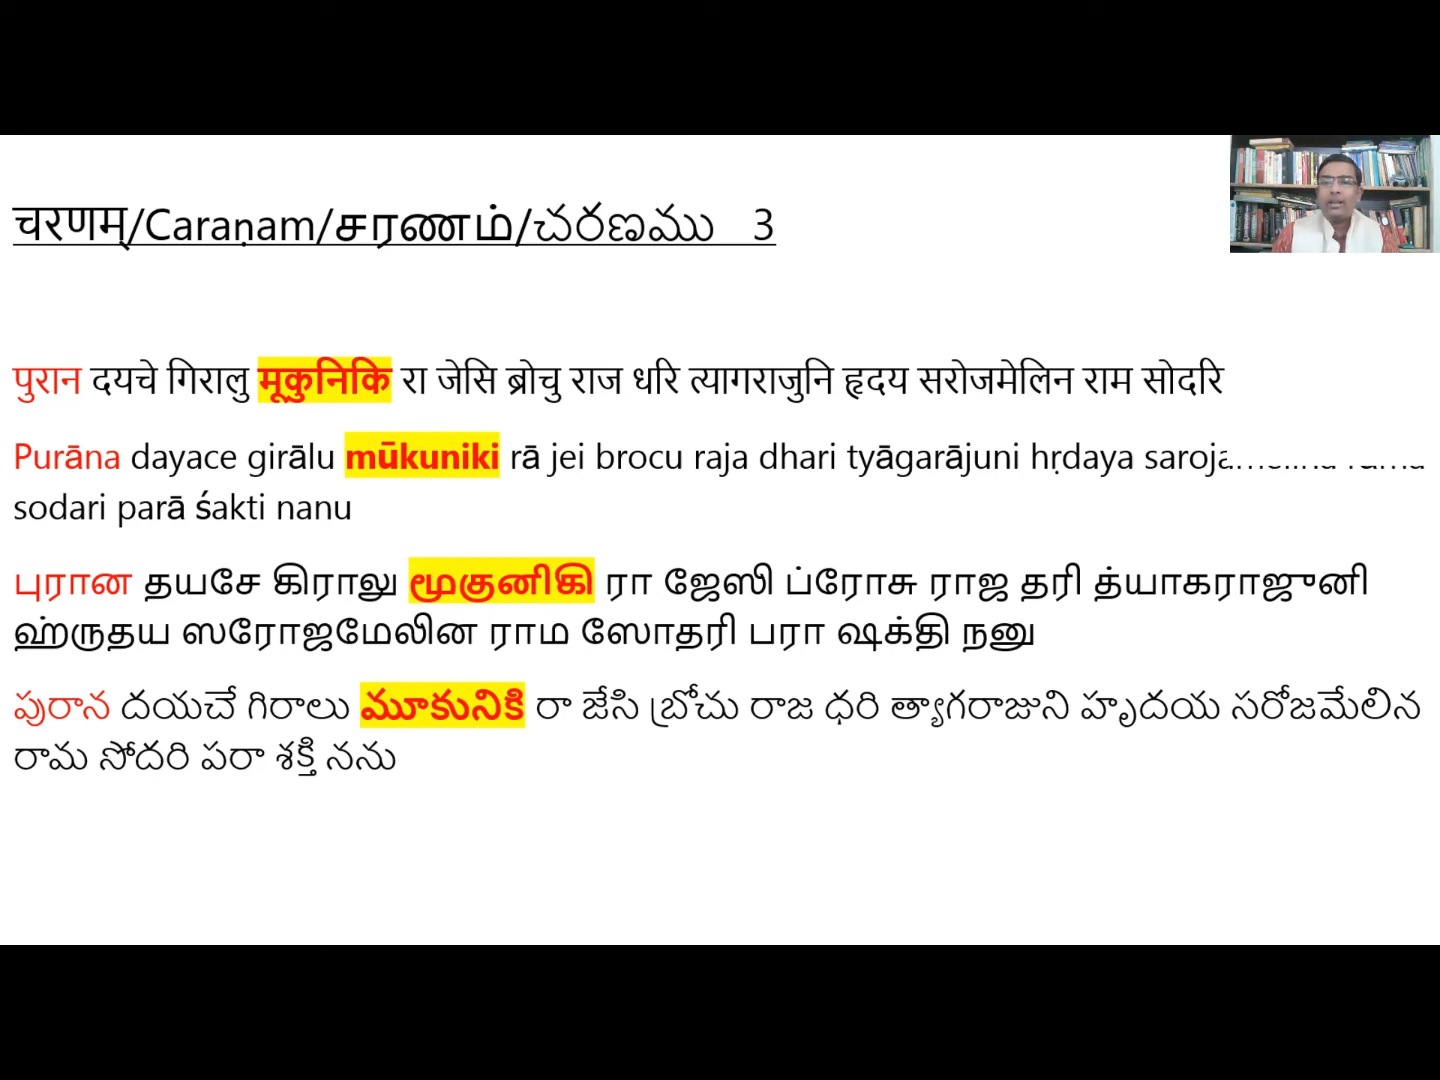 चरणम्/Caraṇam/சரணம்/చరణము 3
पुरान दयचे गिरालु मूकुनिकि रा जेसि ब्रोचु राज धरि त्यागराजुनि हृदय सरोजमेलिन राम सोदरि
Purāna dayace girālu mūkuniki rā jei brocu raja dhari tyāgarājuni hṛdaya
sodari parā śakti nanu
புரான தயசே கிராலு மூகுனிகி ரா ஜேஸி ப்ரோசு ராஜ தரி த்யாகராஜுனி
ஹ்ருதய ஸரோஜமேலின ராம ஸோதரி பரா ஷக்தி நனு
పురాన దయచే గిరాలు మూకునికి రా జేసి బ్రోచు రాజ ధరి త్యాగరాజుని హృదయ సరోజమేలిన
రామ సోదరి పరా శక్తి నను